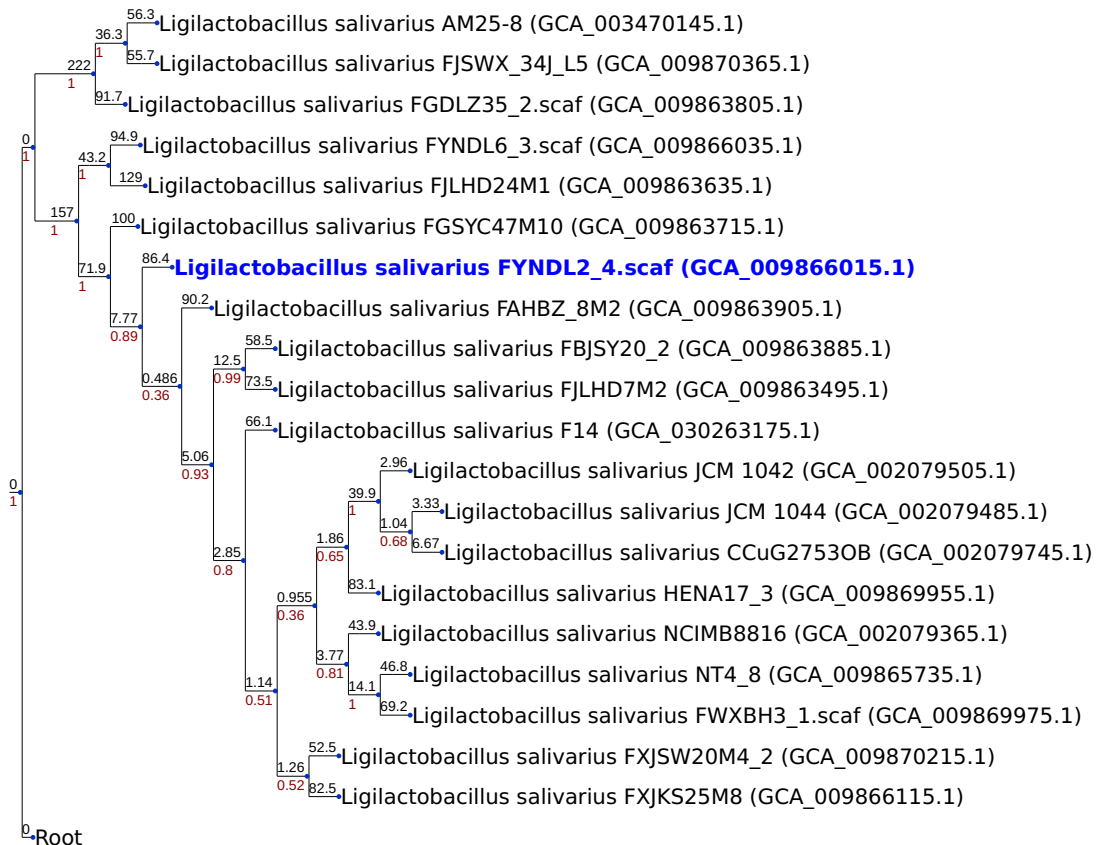 56.3
Ligilactobacillus salivarius AM25-8 (GCA_003470145.1)
36.3
1
55.7
Ligilactobacillus salivarius FJSWX_34J_L5 (GCA_009870365.1)
222
1
91.7
Ligilactobacillus salivarius FGDLZ35_2.scaf (GCA_009863805.1)
0
1
94.9
Ligilactobacillus salivarius FYNDL6_3.scaf (GCA_009866035.1)
43.2
1
129
Ligilactobacillus salivarius FJLHD24M1 (GCA_009863635.1)
157
1
100
Ligilactobacillus salivarius FGSYC47M10 (GCA_009863715.1)
71.9
1
86.4
Ligilactobacillus salivarius FYNDL2_4.scaf (GCA_009866015.1)
7.77
0.89
90.2
Ligilactobacillus salivarius FAHBZ_8M2 (GCA_009863905.1)
0.486
0.36
58.5
Ligilactobacillus salivarius FBJSY20_2 (GCA_009863885.1)
12.5
0.99
73.5
Ligilactobacillus salivarius FJLHD7M2 (GCA_009863495.1)
5.06
0.93
66.1
Ligilactobacillus salivarius F14 (GCA_030263175.1)
2.96
Ligilactobacillus salivarius JCM 1042 (GCA_002079505.1)
39.9
1
3.33
Ligilactobacillus salivarius JCM 1044 (GCA_002079485.1)
1.04
0.68
6.67
Ligilactobacillus salivarius CCuG2753OB (GCA_002079745.1)
0
1
2.85
0.8
1.86
0.65
83.1
Ligilactobacillus salivarius HENA17_3 (GCA_009869955.1)
0.955
0.36
43.9
Ligilactobacillus salivarius NCIMB8816 (GCA_002079365.1)
3.77
0.81
46.8
Ligilactobacillus salivarius NT4_8 (GCA_009865735.1)
14.1
1
69.2
Ligilactobacillus salivarius FWXBH3_1.scaf (GCA_009869975.1)
1.14
0.51
52.5
Ligilactobacillus salivarius FXJSW20M4_2 (GCA_009870215.1)
1.26
0.52
82.5
Ligilactobacillus salivarius FXJKS25M8 (GCA_009866115.1)
0
Root